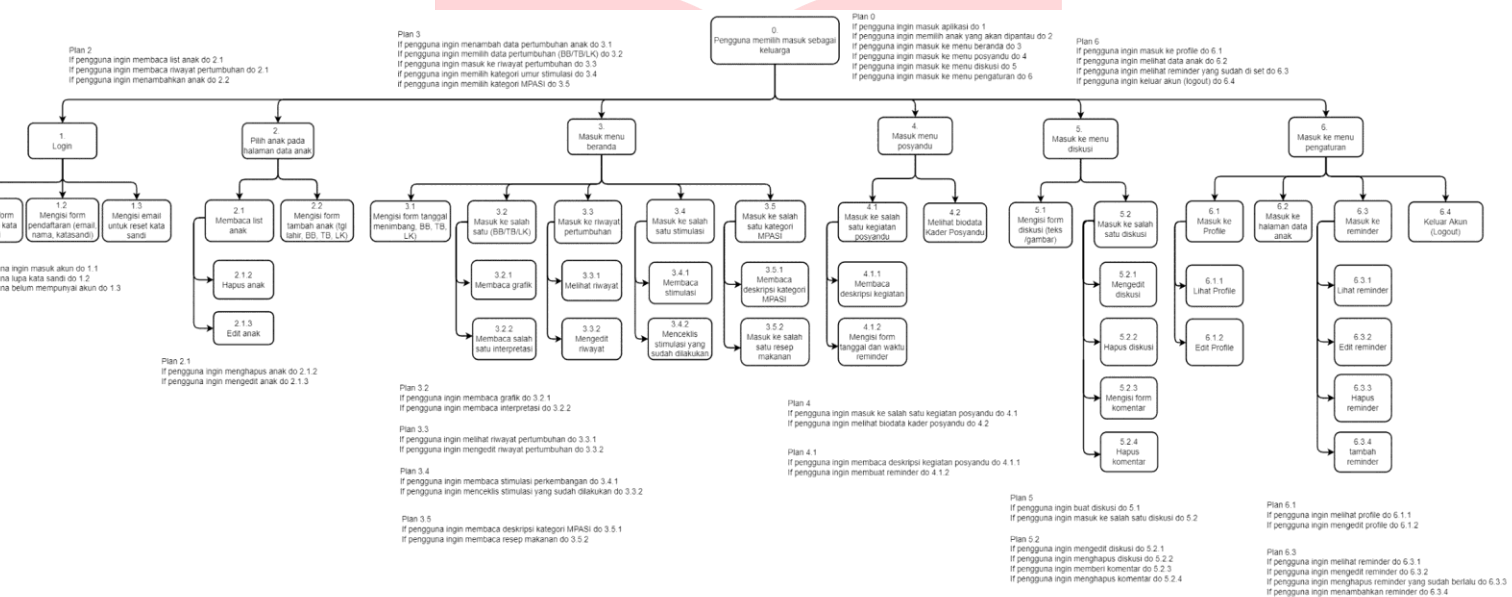 Plan 2
If pengguna ingin membaca list anak do 2.1
If pengguna ingin membaca riwayat pertumbuhan do 2.1
If pengguna ingin menambahkan anak do 2.2
Plan 3
If pengguna ingin menambah data pertumbuhan anak do 3.1
If pengguna ingin memilih data pertumbuhan (BB/TB/LK) do 3.2
If pengguna ingin masuk ke riwayat pertumbuhan do 3.3
if pengguna ingin memilih kategori umur stimulasi do 3.4
if pengguna ingin memilih kategori MPASI do 3.5
0.
Pengguna memilih masuk sebagai
keluarga
Plan 0
If pengguna ingin masuk aplikasi do 1
If pengguna ingin memilih anak yang akan dipantau do 2
If pengguna ingin masuk ke menu beranda do 3
If pengguna ingin masuk ke menu posyandu do 4
If pengguna ingin masuk ke menu diskusi do 5
If pengguna ingin masuk ke menu pengaturan do 6
Plan 6
If pengguna ingin masuk ke profile do 6.1
If pengguna ingin melihat data anak do 6.2
If pengguna ingin melihat reminder yang sudah di set do 6.3
If pengguna ingin keluar akun (logout) do 6.4
1.
Login
2.
Pilih anak pada
halaman data anak
3.
Masuk menu
beranda
4.
Masuk menu
posyandu
5.
Masuk ke menu
diskusi
6.
Masuk ke menu
pengaturan
form
kata
1.2
Mengisi form
pendaftaran (email,
nama, katasandi)
1.3
Mengisi email
untuk reset kata
sandi
2.1
Membaca list
anak
2.2
Mengisi form
tambah anak (tgl
lahir, BB, TB, LK)
3.1
Mengisi form tanggal
menimbang, BB, TB,
LK)
3.2
Masuk ke salah
satu (BB/TB/LK)
3.3
Masuk ke riwayat
pertumbuhan
3.4
Masuk ke salah
satu stimulasi
3.5
Masuk ke salah
satu kategori
MPASI
4.1
Masuk ke salah
satu kegiatan
posyandu
4.2
Melihat biodata
Kader Posyandu
5.1
Mengisi form
diskusi (teks
/gambar)
5.2
Masuk ke salah
satu diskusi
6.1
Masuk ke
Profile
6.2
Masuk ke
halaman data
anak
6.3
Masuk ke
reminder
6.4
Keluar Akun
(Logout)
na ingin masuk akun do 1.1
na lupa kata sandi do 1.2
na belum mempunyai akun do 1.3
2.1.2
Hapus anak
2.1.3
Edit anak
3.2.1
Membaca grafik
3.2.2
Membaca salah
satu interpretasi
3.3.1
Melihat riwayat
3.3.2
Mengedit
riwayat
3.4.1
Membaca
stimulasi
3.4.2
Menceklis
stimulasi yang
sudah dilakukan
3.5.1
Membaca
deskripsi kategori
MPASI
3.5.2
Masuk ke salah
satu resep
makanan
4.1.1
Membaca
deskripsi kegiatan
4.1.2
Mengisi form
tanggal dan waktu
reminder
5.2.1
Mengedit
diskusi
5.2.2
Hapus diskusi
5.2.3
Mengisi form
komentar
5.2.4
Hapus
komentar
6.1.1
Lihat Profile
6.1.2
Edit Profile
6.3.1
Lihat reminder
6.3.2
Edit reminder
6.3.3
Hapus
reminder
6.3.4
tambah
reminder
Plan 2.1
If pengguna ingin menghapus anak do 2.1.2
If pengguna ingin mengedit anak do 2.1.3
Plan 3.2
If pengguna ingin membaca grafik do 3.2.1
If pengguna ingin membaca interpretasi do 3.2.2
Plan 3.3
If pengguna ingin melihat riwayat pertumbuhan do 3.3.1
If pengguna ingin mengedit riwayat pertumbuhan do 3.3.2
Plan 3.4
If pengguna ingin membaca stimulasi perkembangan do 3.4.1
If pengguna ingin menceklis stimulasi yang sudah dilakukan do 3.3.2
Plan 3.5
If pengguna ingin membaca deskripsi kategori MPASI do 3.5.1
If pengguna ingin membaca resep makanan do 3.5.2
Plan 4
If pengguna ingin masuk ke salah satu kegiatan posyandu do 4.1
If pengguna ingin melihat biodata kader posyandu do 4.2
Plan 4.1
If pengguna ingin membaca deskripsi kegiatan posyandu do 4.1.1
If pengguna ingin membuat reminder do 4.1.2
Plan 5
If pengguna ingin buat diskusi do 5.1
If pengguna ingin masuk ke salah satu diskusi do 5.2
Plan 5.2
If pengguna ingin mengedit diskusi do 5.2.1
If pengguna ingin menghapus diskusi do 5.2.2
If pengguna ingin memberi komentar do 5.2.3
If pengguna ingin menghapus komentar do 5.2.4
Plan 6.1
If pengguna ingin melihat profile do 6.1.1
If pengguna ingin mengedit profile do 6.1.2
Plan 6.3
If pengguna ingin melihat reminder do 6.3.1
If pengguna ingin mengedit reminder do 6.3.2
If pengguna ingin menghapus reminder yang sudah berlalu do 6.3.3
If pengguna ingin menambahkan reminder do 6.3.4